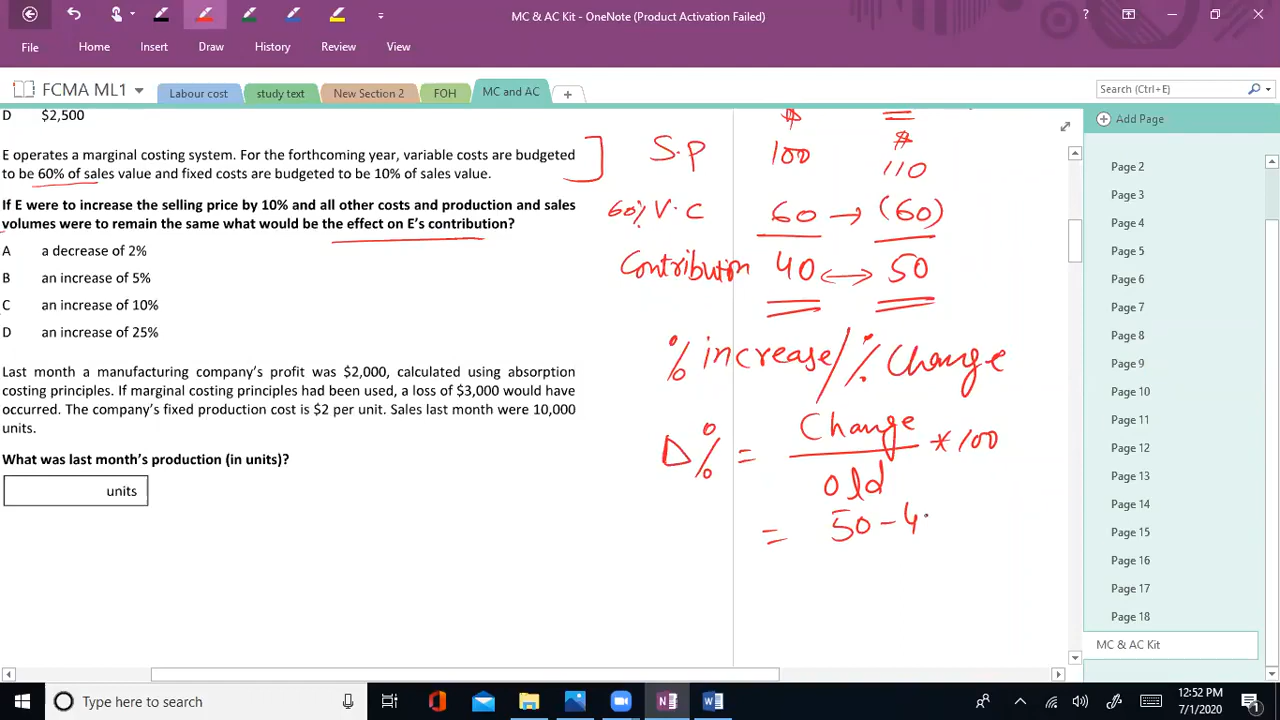 MC & AC Kit - OneNote (Product Activation Failed)
File Home Insert Draw History Review View
FCMA ML1 Labour cost study text New Section 2 FOH MC and AC
Search (Ctrl+E)
Add Page
D $2,500
E operates a marginal costing system. For the forthcoming year, variable costs are budgeted
to be 60% of sales value and fixed costs are budgeted to be 10% of sales value.
If E were to increase the selling price by 10% and all other costs and production and sales
volumes were to remain the same what would be the effect on E's contribution?
A a decrease of 2%
B an increase of 5%
C an increase of 10%
D an increase of 25%
Last month a manufacturing company's profit was $2,000, calculated using absorption
costing principles. If marginal costing principles had been used, a loss of $3,000 would have
occurred. The company's fixed production cost is $2 per unit. Sales last month were 10,000
units.
What was last month's production (in units)?
units
$ $
S.P 100 110
60% V.C 60 → (60)
Contribution 40 ↔ 50
% increase/% Change
Δ% = Change * 100
Old
= 50-4
Page 2
Page 3
Page 4
Page 5
Page 6
Page 7
Page 8
Page 9
Page 10
Page 11
Page 12
Page 13
Page 14
Page 15
Page 16
Page 17
Page 18
MC & AC Kit
Type here to search
12:52 PM
7/1/2020